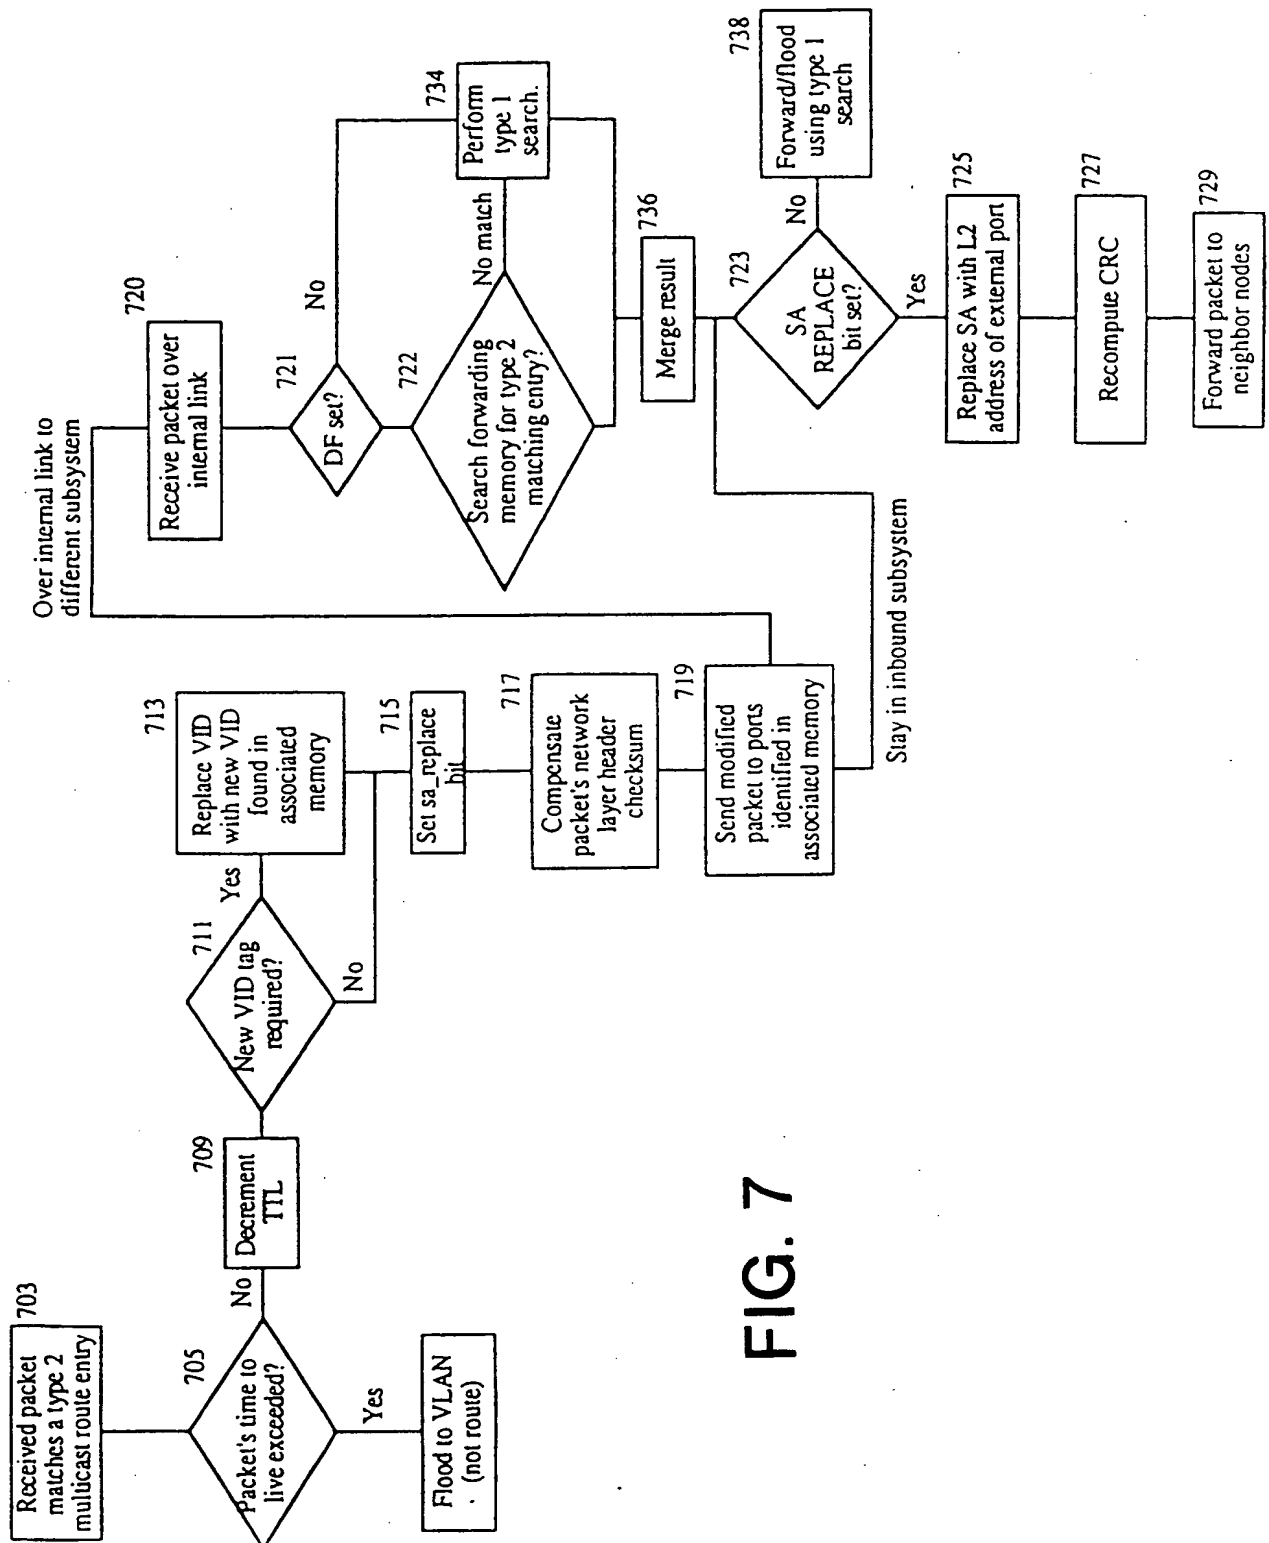 703
Received packet
matches a type 2
multicast route entry
705
Packet's time to
live exceeded?
Yes
Flood to VLAN
(not route)
No
709
Decrement
TTL
711
New VID tag
required?
Yes
No
713
Replace VID
with new VID
found in
associated
memory
715
Set sa_replace
bit
717
Compensate
packet's network
layer header
checksum
719
Send modified
packet to ports
identified in
associated memory
Over internal link to
different subsystem
Stay in inbound subsystem
720
Receive packet over
internal link
721
DF set?
No
722
Search forwarding
memory for type 2
matching entry?
No match
734
Perform
type 1
search.
736
Merge result
723
SA
REPLACE
bit set?
No
738
Forward/flood
using type 1
search
Yes
725
Replace SA with L2
address of external port
727
Recompute CRC
729
Forward packet to
neighbor nodes
FIG. 7